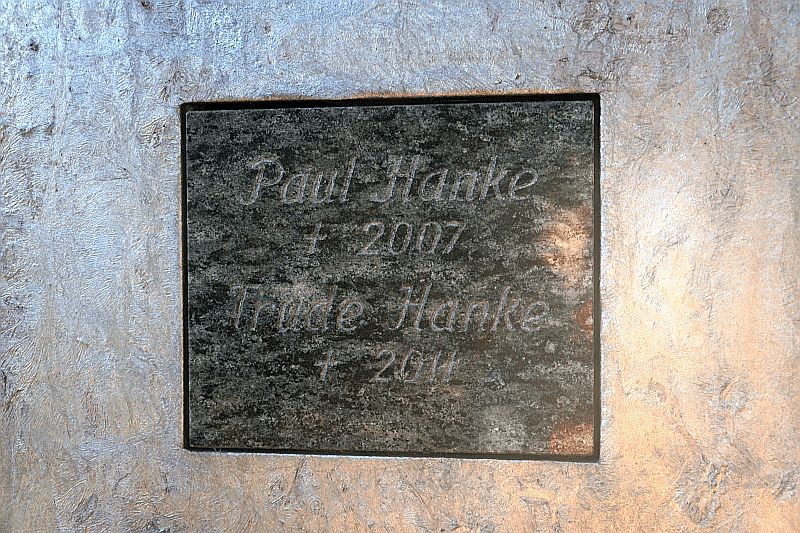 Paul Hanke
† 2007
Trude Hanke
† 2011